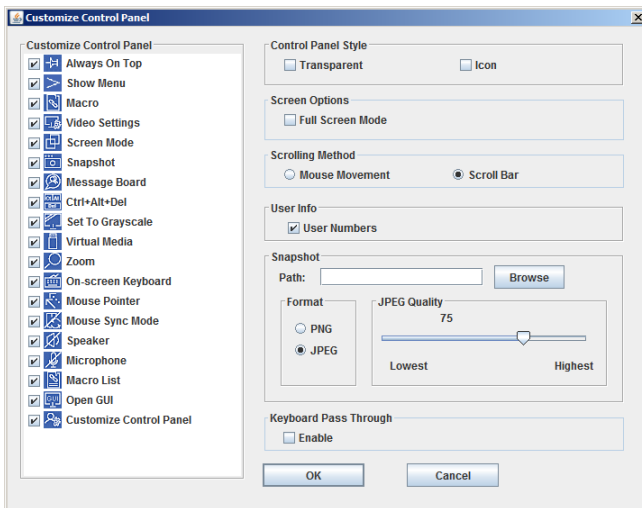 Customize Control Panel
Customize Control Panel
Always On Top
Show Menu
Macro
Video Settings
Screen Mode
Snapshot
Message Board
Ctrl+Alt+Del
Set To Grayscale
Virtual Media
Zoom
On-screen Keyboard
Mouse Pointer
Mouse Sync Mode
Speaker
Microphone
Macro List
GUI
Open GUI
Customize Control Panel
Control Panel Style
Transparent Icon
Screen Options
Full Screen Mode
Scrolling Method
Mouse Movement Scroll Bar
User Info
User Numbers
Snapshot
Path: Browse
Format
PNG
JPEG
JPEG Quality
75
Lowest Highest
Keyboard Pass Through
Enable
OK Cancel